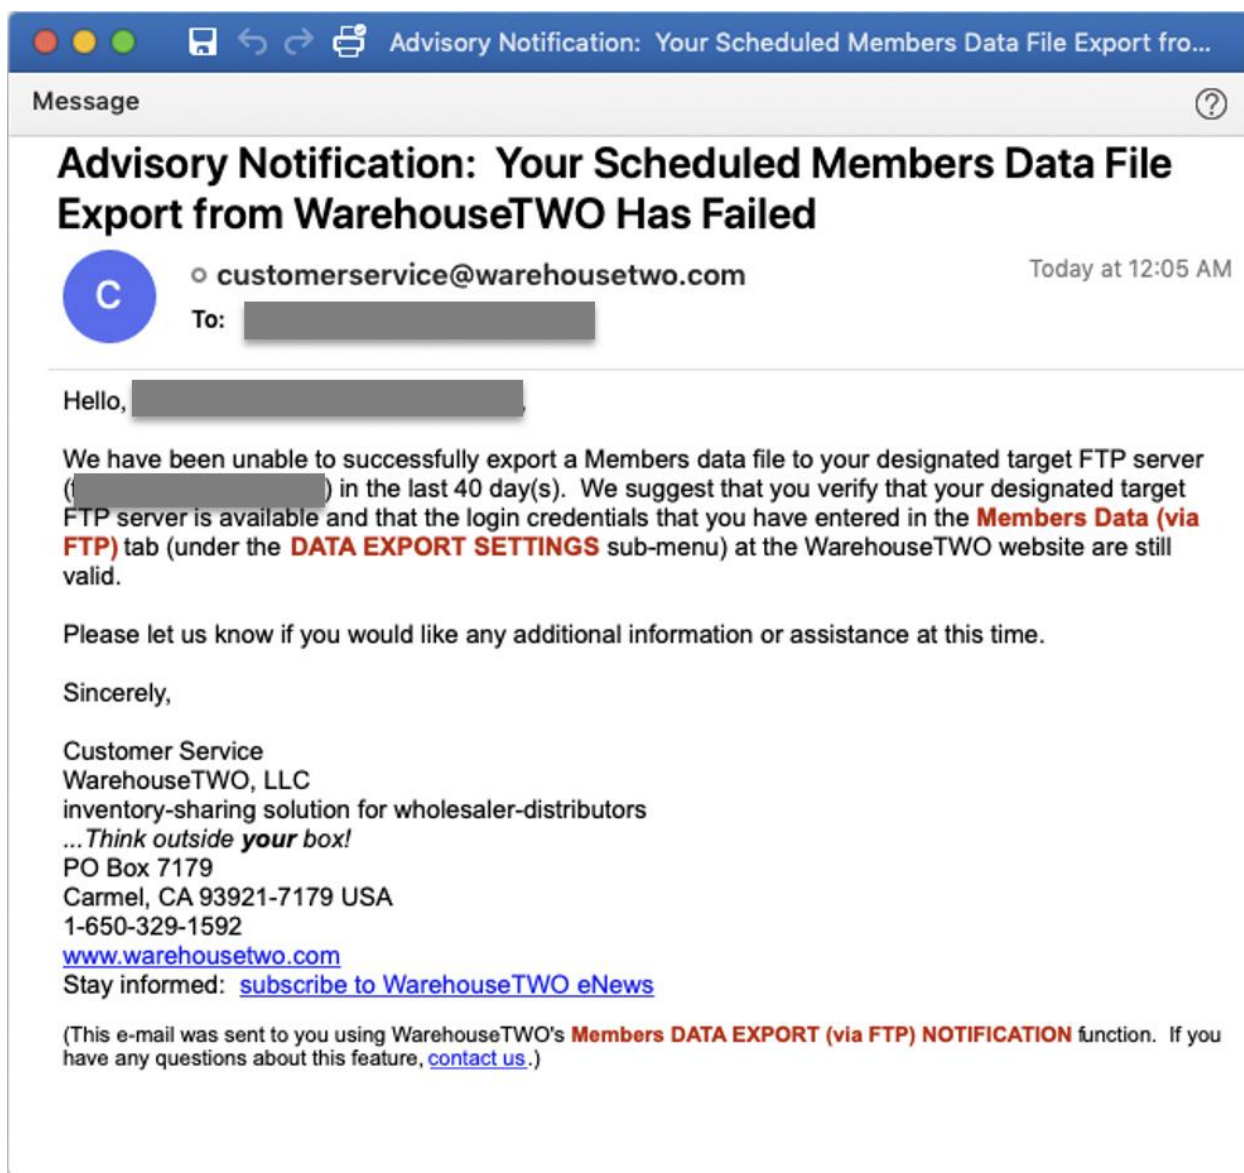 Advisory Notification:  Your Scheduled Members Data File Export fro...
Message
?
Advisory Notification:  Your Scheduled Members Data File
Export from WarehouseTWO Has Failed
C
customerservice@warehousetwo.com
Today at 12:05 AM
To:
Hello,
We have been unable to successfully export a Members data file to your designated target FTP server
( ) in the last 40 day(s).  We suggest that you verify that your designated target
FTP server is available and that the login credentials that you have entered in the Members Data (via
FTP) tab (under the DATA EXPORT SETTINGS sub-menu) at the WarehouseTWO website are still
valid.
Please let us know if you would like any additional information or assistance at this time.
Sincerely,
Customer Service
WarehouseTWO, LLC
inventory-sharing solution for wholesaler-distributors
...Think outside your box!
PO Box 7179
Carmel, CA 93921-7179 USA
1-650-329-1592
www.warehousetwo.com
Stay informed:  subscribe to WarehouseTWO eNews
(This e-mail was sent to you using WarehouseTWO's Members DATA EXPORT (via FTP) NOTIFICATION function.  If you
have any questions about this feature, contact us.)